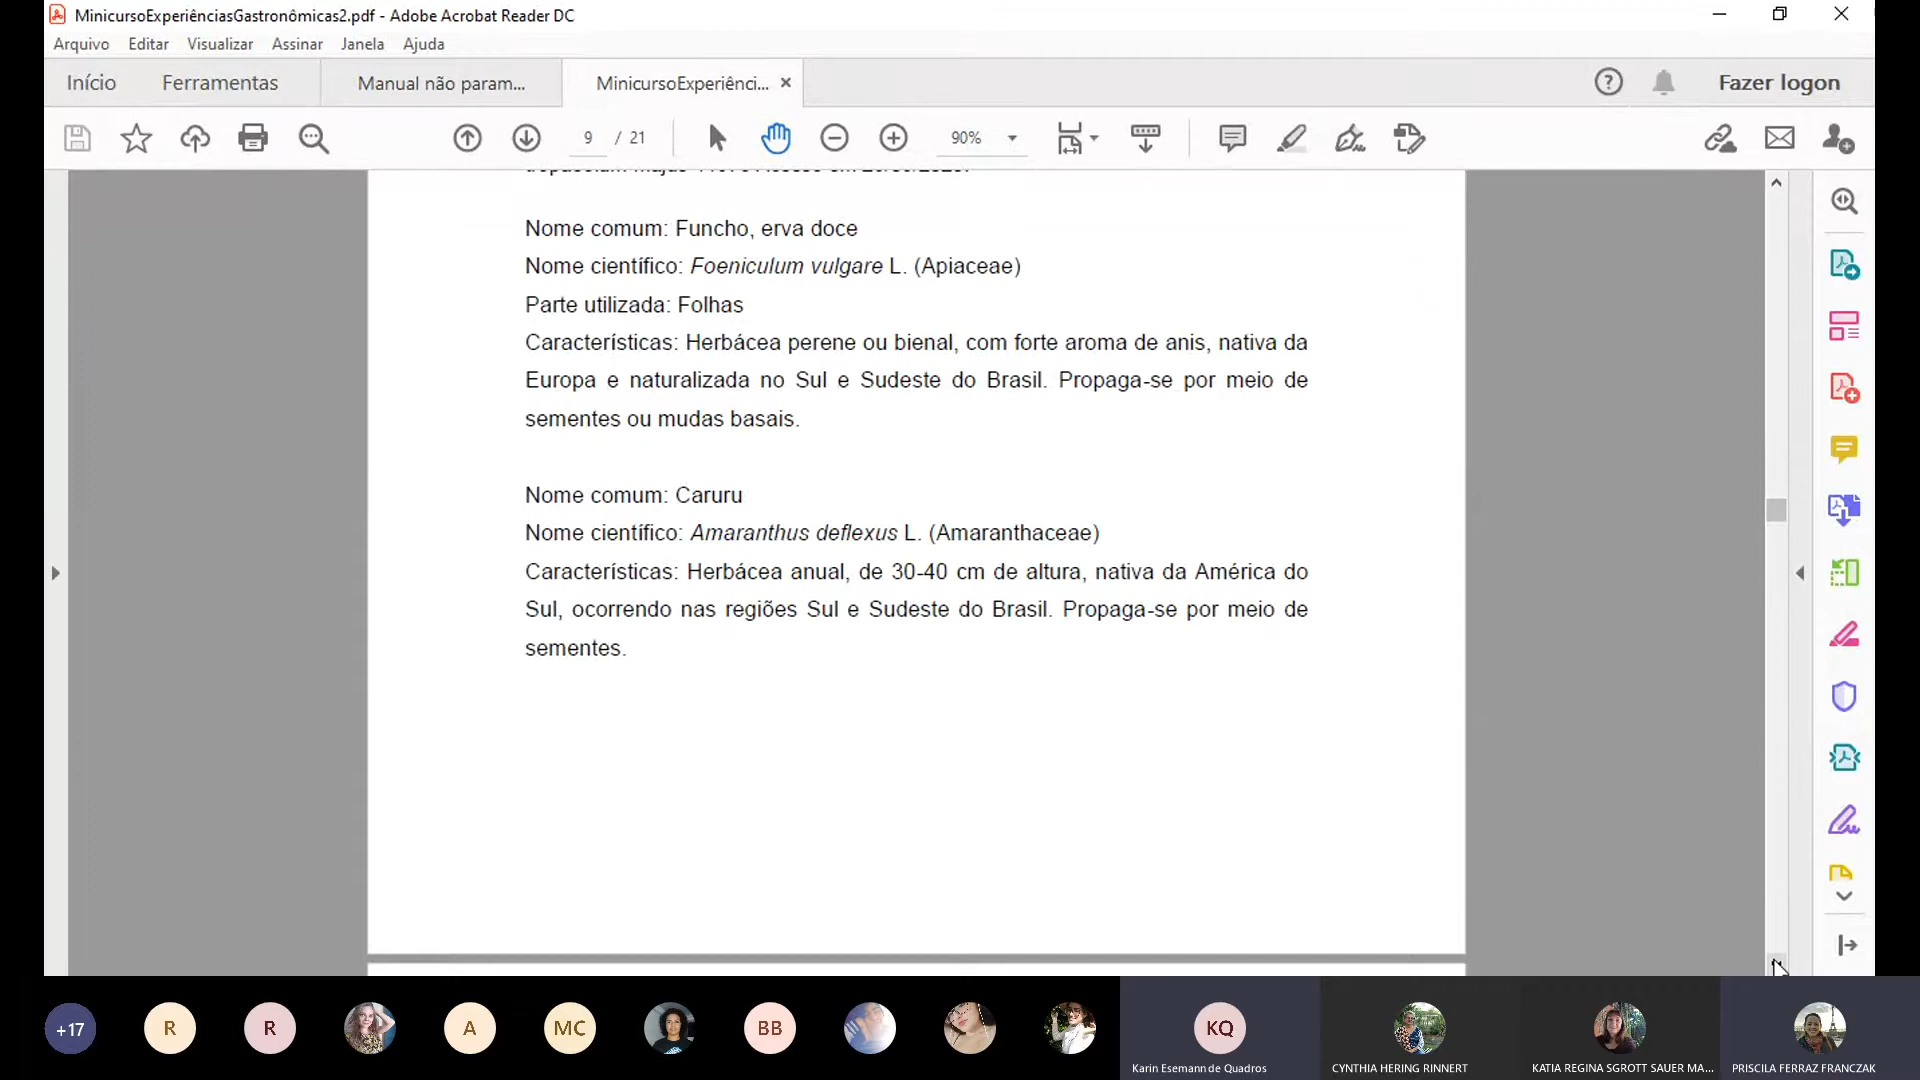 MinicursoExperiênciasGastronômicas2.pdf - Adobe Acrobat Reader DC
Arquivo Editar Visualizar Assinar Janela Ajuda
Início Ferramentas Manual não param... MinicursoExperiênci...
Fazer logon
9 / 21 90%
Nome comum: Funcho, erva doce
Nome científico: Foeniculum vulgare L. (Apiaceae)
Parte utilizada: Folhas
Características: Herbácea perene ou bienal, com forte aroma de anis, nativa da
Europa e naturalizada no Sul e Sudeste do Brasil. Propaga-se por meio de
sementes ou mudas basais.
Nome comum: Caruru
Nome científico: Amaranthus deflexus L. (Amaranthaceae)
Características: Herbácea anual, de 30-40 cm de altura, nativa da América do
Sul, ocorrendo nas regiões Sul e Sudeste do Brasil. Propaga-se por meio de
sementes.
+17 R R A MC BB KQ
Karin Esemann de Quadros CYNTHIA HERING RINNERT KATIA REGINA SGROTT SAUER MA... PRISCILA FERRAZ FRANCZAK